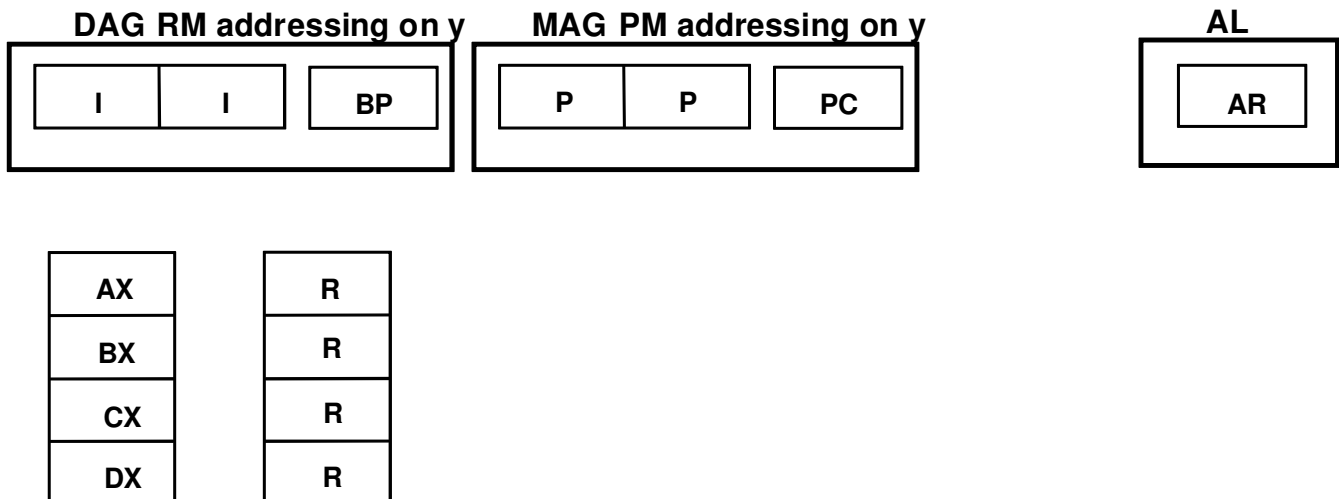 DAG RM addressing on y MAG PM addressing on y AL
I I BP P P PC AR
AX R
BX R
CX R
DX R